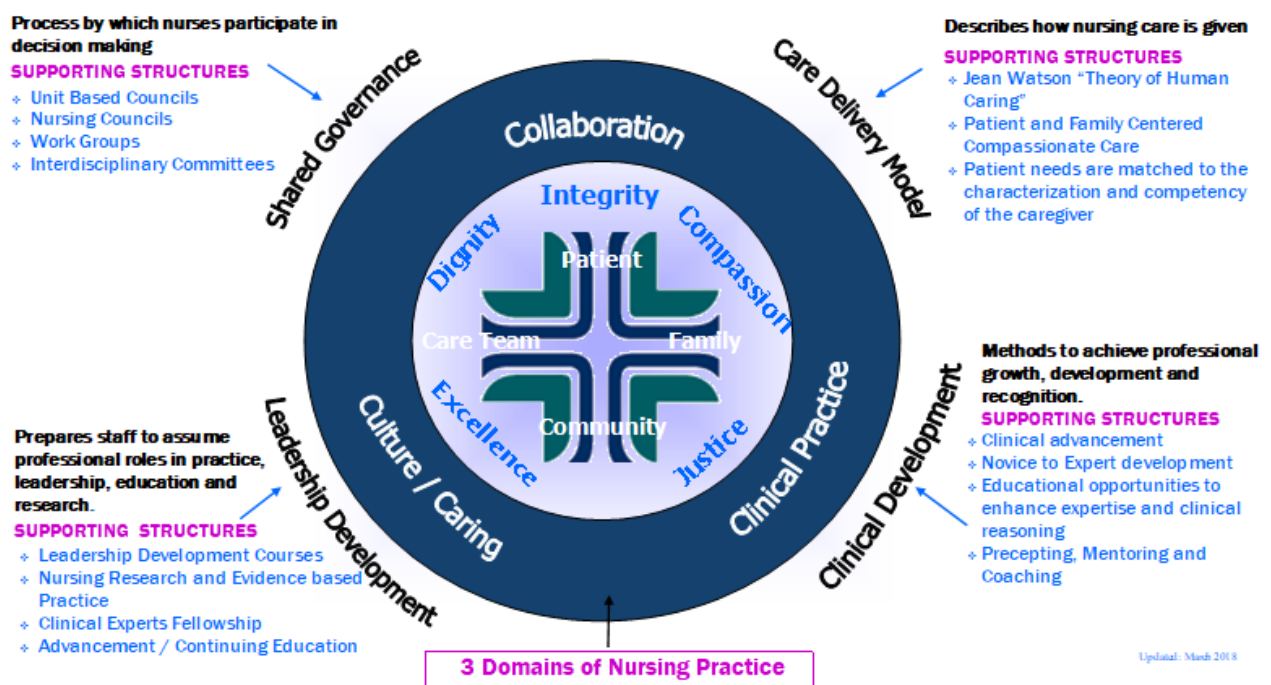 Process by which nurses participate in
decision making
SUPPORTING STRUCTURES
Unit Based Councils
Nursing Councils
Work Groups
Interdisciplinary Committees
Shared Governance
Care Delivery Model
Describes how nursing care is given
SUPPORTING STRUCTURES
Jean Watson “Theory of Human
Caring”
Patient and Family Centered
Compassionate Care
Patient needs are matched to the
characterization and competency
of the caregiver
Collaboration
Integrity
Dignity
Compassion
Patient
Care Team
Family
Community
Excellence
Justice
Culture / Caring
Clinical Practice
Prepares staff to assume
professional roles in practice,
leadership, education and
research.
SUPPORTING STRUCTURES
Leadership Development Courses
Nursing Research and Evidence based
Practice
Clinical Experts Fellowship
Advancement / Continuing Education
Leadership Development
Clinical Development
Methods to achieve professional
growth, development and
recognition.
SUPPORTING STRUCTURES
Clinical advancement
Novice to Expert development
Educational opportunities to
enhance expertise and clinical
reasoning
Precepting, Mentoring and
Coaching
3 Domains of Nursing Practice
Updated: March 2018